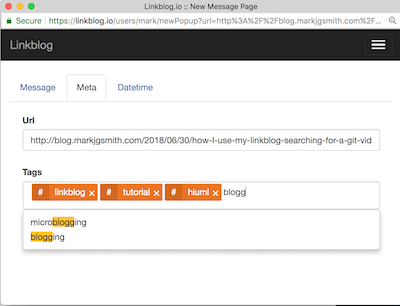 Linkblog.io :: New Message Page
Secure https://linkblog.io/users/mark/newPopup?url=http%3A%2F%2Fblog.markjgsmith.com%2F...
Linkblog
Message Meta Datetime
Url
http://blog.markjgsmith.com/2018/06/30/how-I-use-my-linkblog-searching-for-a-git-vid
Tags
# linkblog × # tutorial × # hiuml × blogg
microblogging
blogging